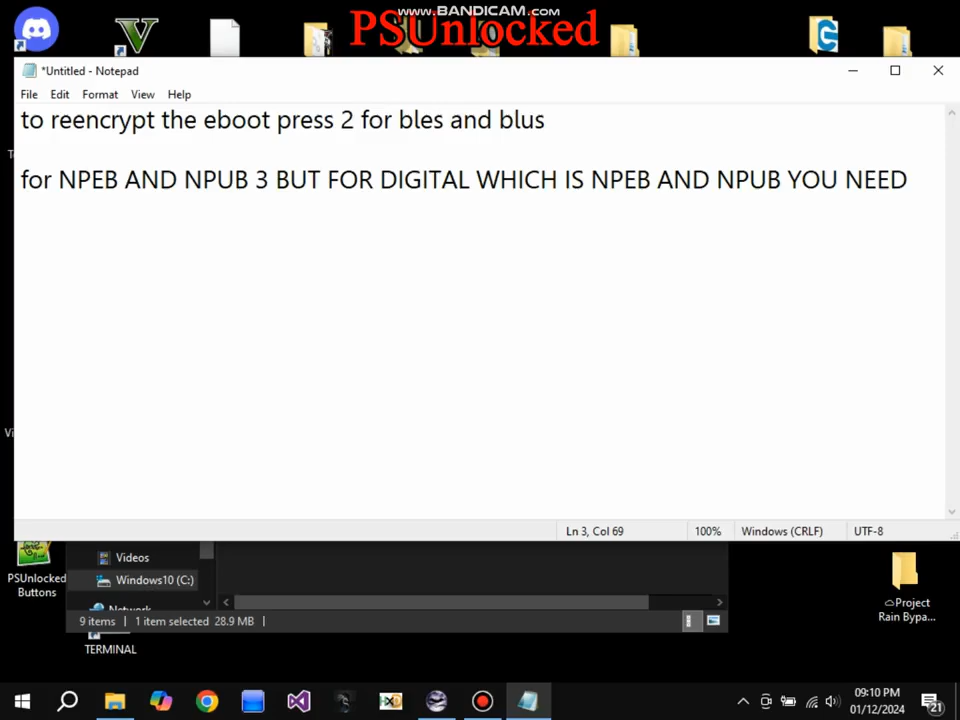 www.BANDICAM.com
PSUnlocked
*Untitled - Notepad
File Edit Format View Help
to reencrypt the eboot press 2 for bles and blus
for NPEB AND NPUB 3 BUT FOR DIGITAL WHICH IS NPEB AND NPUB YOU NEED
Ln 3, Col 69 100% Windows (CRLF) UTF-8
Videos
Windows10 (C:)
Network
9 items 1 item selected 28.9 MB
PSUnlocked
Buttons
TERMINAL
Project
Rain Bypa...
09:10 PM
01/12/2024
21